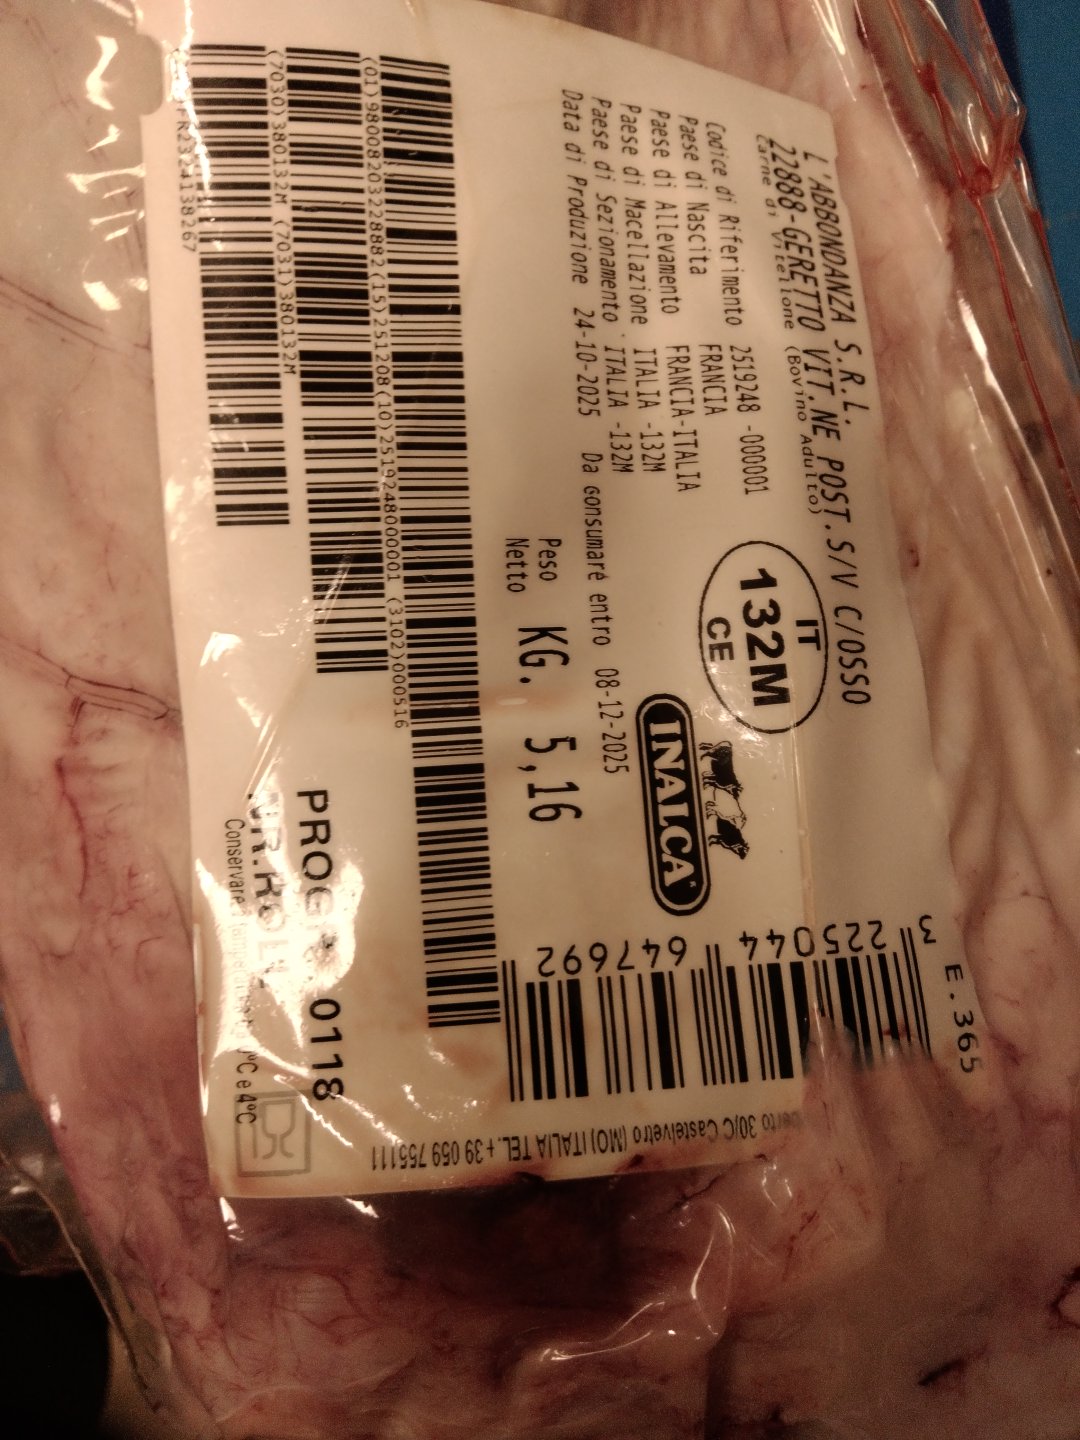 L'ABBONDANZA S.R.L.
22888-GERETTO VIT.NE POST.S/V C/OSSO
Carne di Vitellone (Bovino Adulto)
Codice di Riferimento 2519248 -000001
Paese di Nascita FRANCIA
Paese di Allevamento FRANCIA-ITALIA
Paese di Macellazione ITALIA -132M
Paese di Sezionamento ITALIA -132M
Data di Produzione 24-10-2025 Da consumare entro 08-12-2025
IT
132M
CE
INALCA
Peso
Netto KG. 5,16
(01)98008203228882(15)251208(10)2519248000001 (3102)000516
(7030)380132M (7031)380132M
FR2324138267
PROG. 0118
Conservare e 4°C
3 225044 647692
E.365
30/C Castelvetro (MO) ITALIA TEL. +39 059 755111